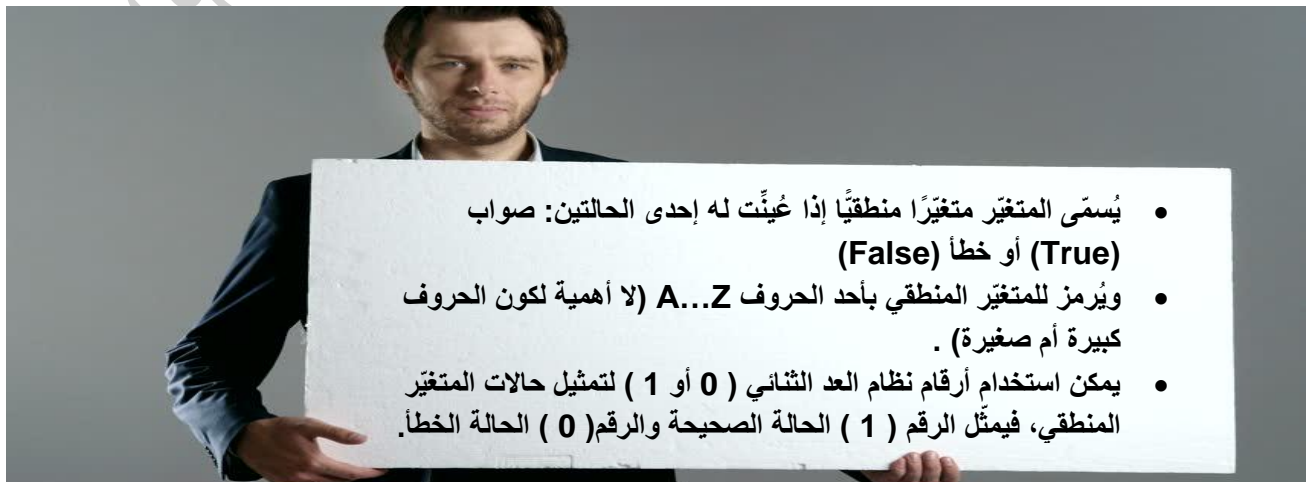 • يُسمّى المتغيّر متغيّرًا منطقيًّا إذا عُيِّنت له إحدى الحالتين: صواب
(True) أو خطأ (False)
• ويُرمز للمتغيّر المنطقي بأحد الحروف A…Z (لا أهمية لكون الحروف
كبيرة أم صغيرة) .
• يمكن استخدام أرقام نظام العد الثنائي ( 0 أو 1 ) لتمثيل حالات المتغيّر
المنطقي، فيمثّل الرقم ( 1 ) الحالة الصحيحة والرقم( 0 ) الحالة الخطأ.